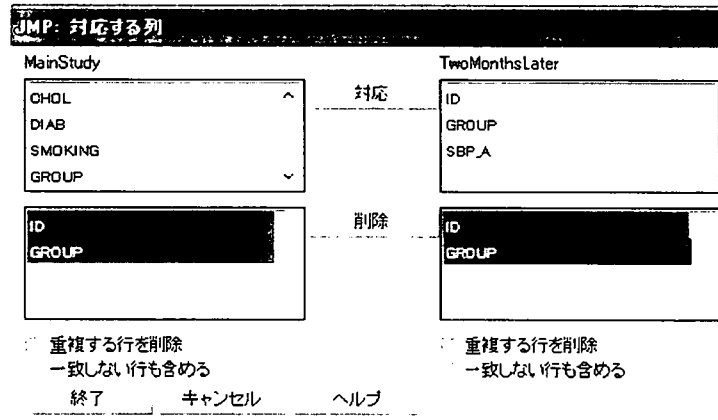 JMP: 対応する列
MainStudy
TwoMonthsLater
CHOL
DIAB
SMOKING
GROUP
対応
ID
GROUP
SBP_A
ID
GROUP
削除
ID
GROUP
重複する行を削除
一致しない行も含める
重複する行を削除
一致しない行も含める
終了
キャンセル
ヘルプ